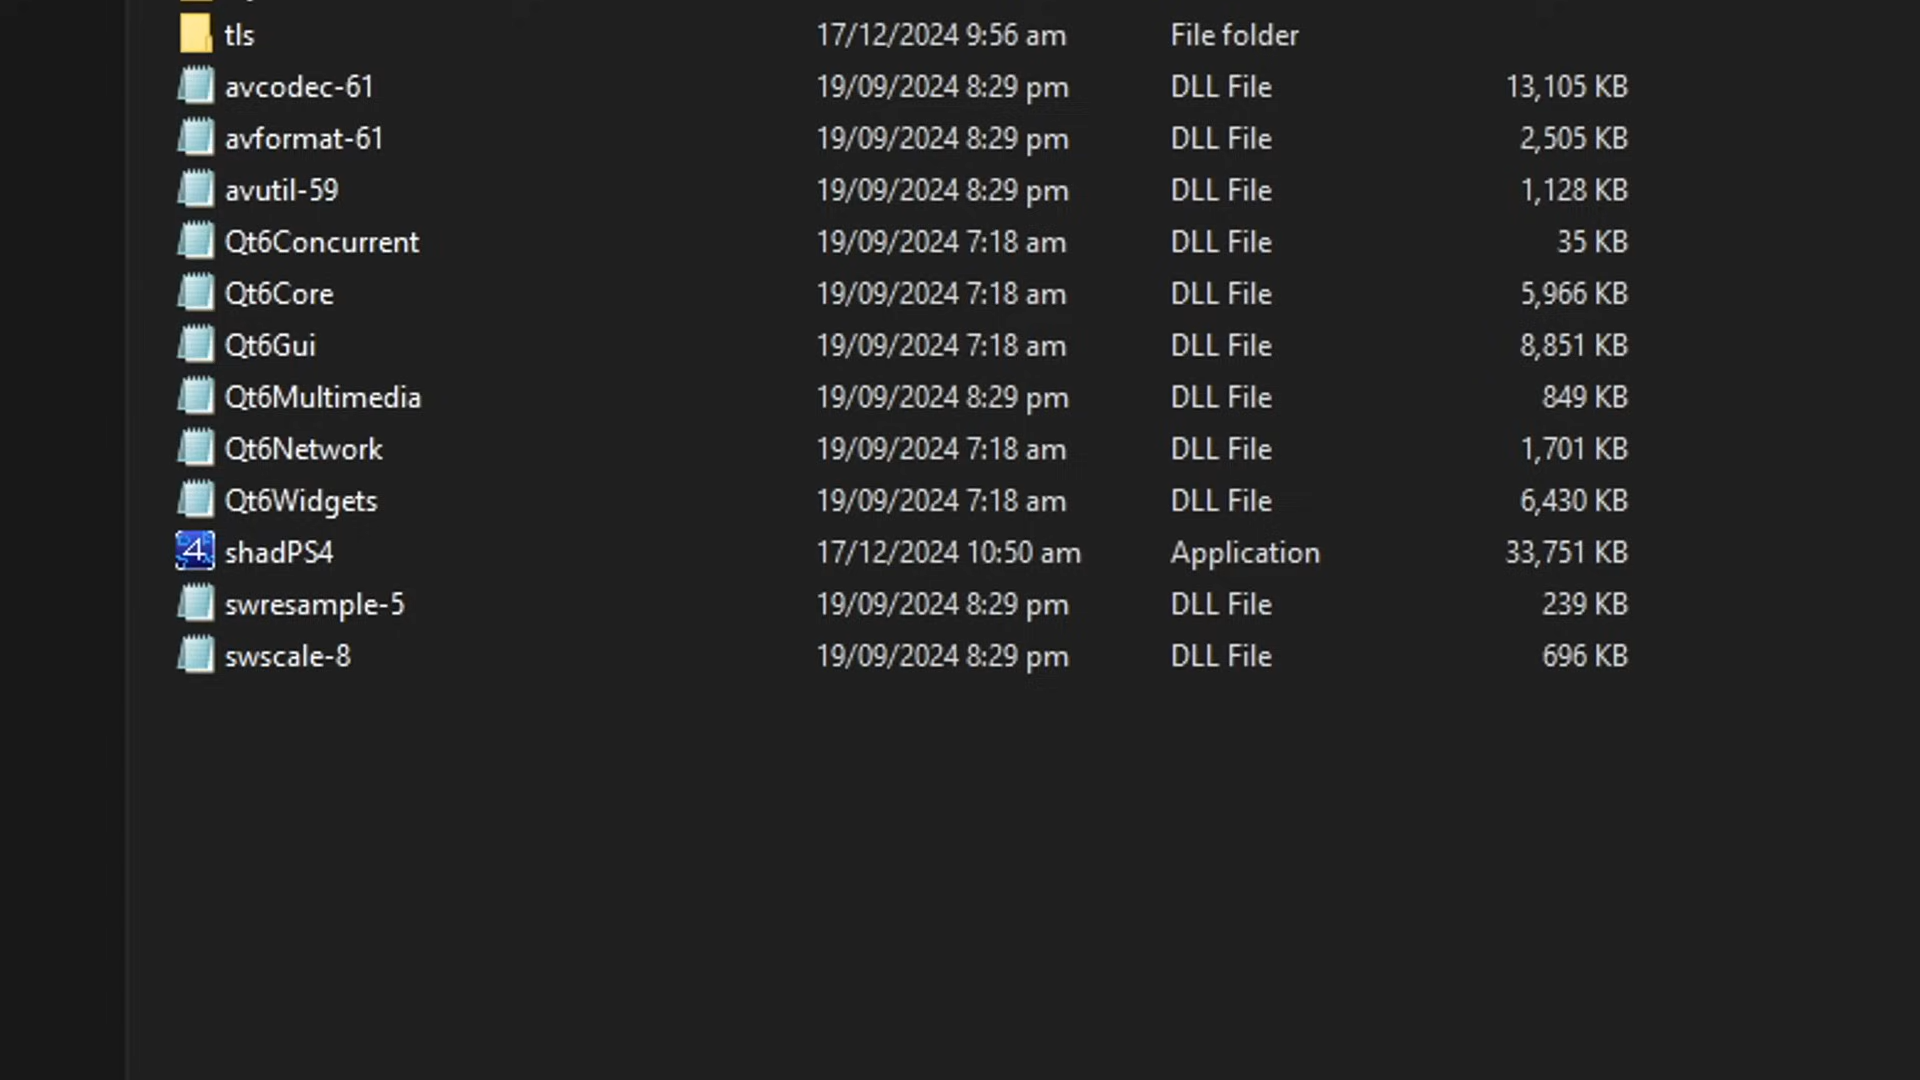 tls 17/12/2024 9:56 am File folder
avcodec-61 19/09/2024 8:29 pm DLL File 13,105 KB
avformat-61 19/09/2024 8:29 pm DLL File 2,505 KB
avutil-59 19/09/2024 8:29 pm DLL File 1,128 KB
Qt6Concurrent 19/09/2024 7:18 am DLL File 35 KB
Qt6Core 19/09/2024 7:18 am DLL File 5,966 KB
Qt6Gui 19/09/2024 7:18 am DLL File 8,851 KB
Qt6Multimedia 19/09/2024 8:29 pm DLL File 849 KB
Qt6Network 19/09/2024 7:18 am DLL File 1,701 KB
Qt6Widgets 19/09/2024 7:18 am DLL File 6,430 KB
4 shadPS4 17/12/2024 10:50 am Application 33,751 KB
swresample-5 19/09/2024 8:29 pm DLL File 239 KB
swscale-8 19/09/2024 8:29 pm DLL File 696 KB